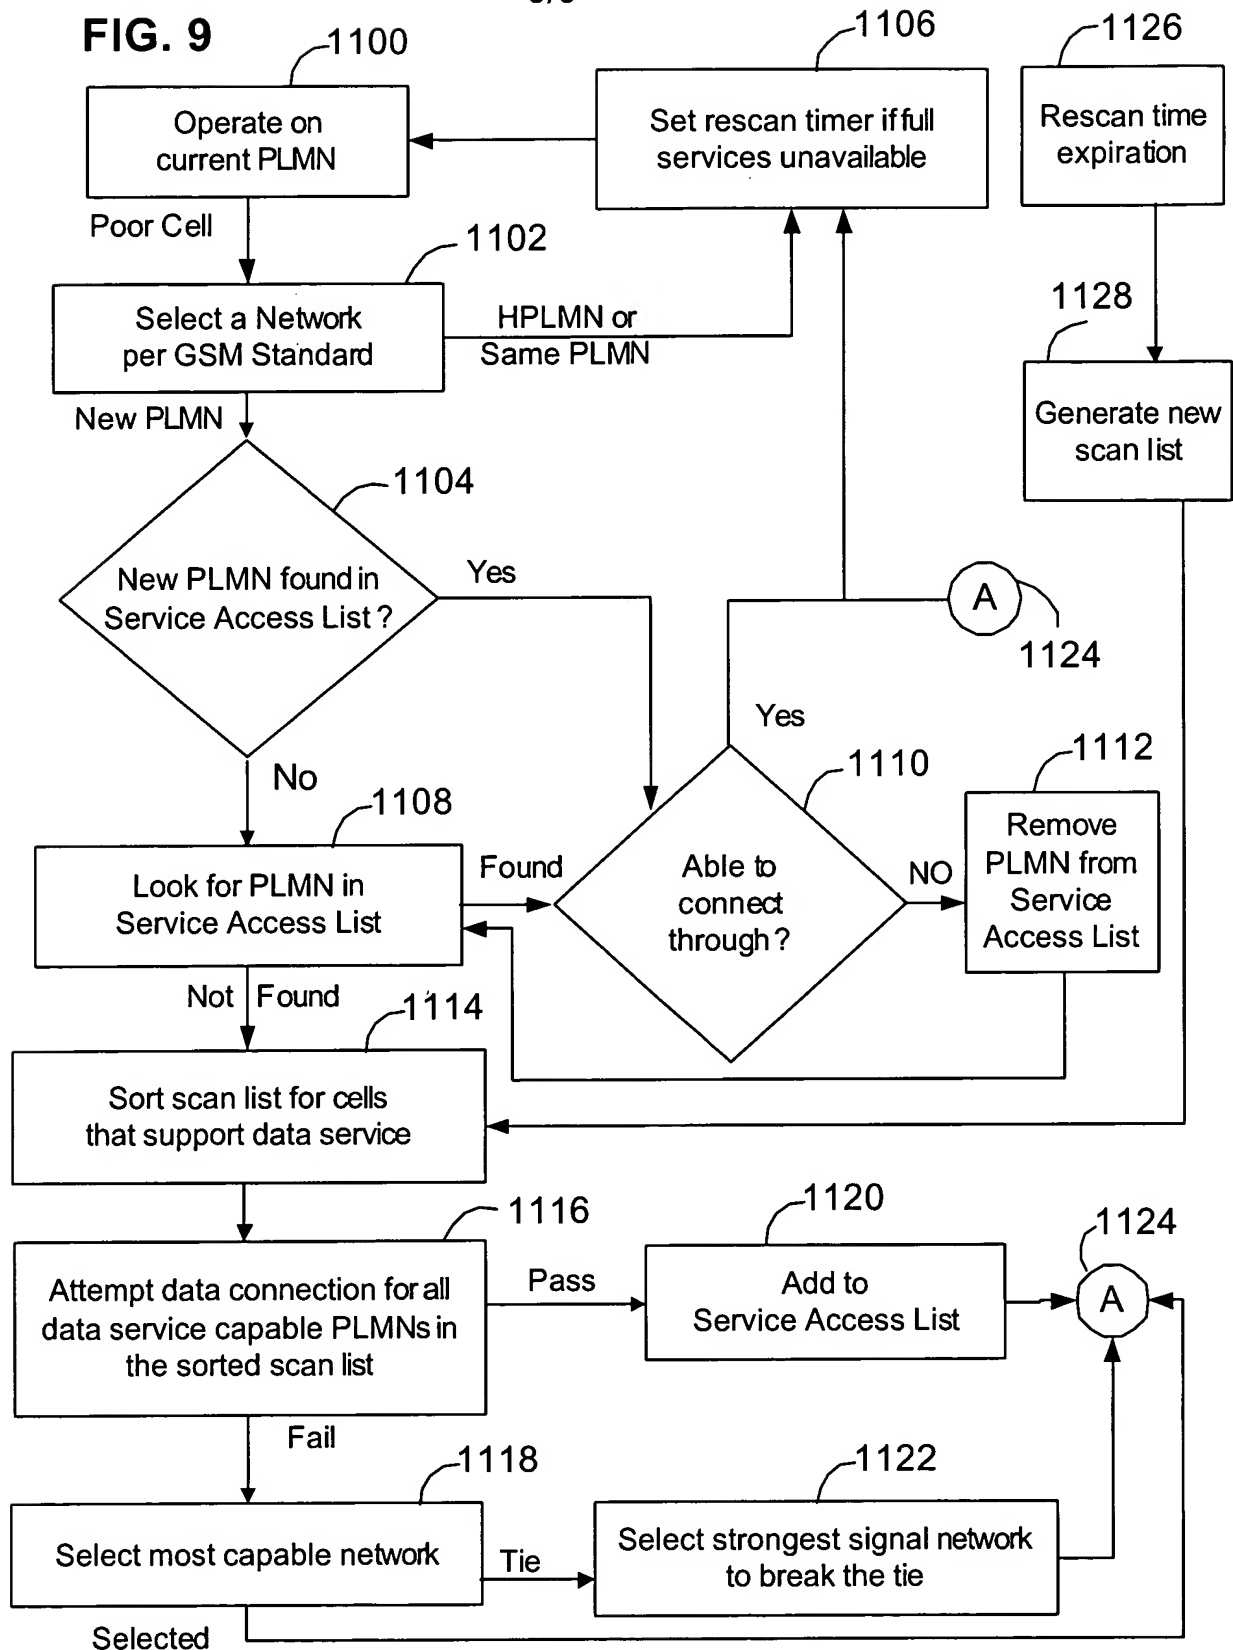 FIG. 9
1100
1106
1126
Operate on
current PLMN
Set rescan timer if full
services unavailable
Rescan time
expiration
Poor Cell
1102
1128
Select a Network
per GSM Standard
HPLMN or
Same PLMN
New PLMN
Generate new
scan list
1104
New PLMN found in
Service Access List?
Yes
A
1124
Yes
No
1110
1112
1108
Look for PLMN in
Service Access List
Found
Able to
connect
through?
NO
Remove
PLMN from
Service
Access List
Not Found
1114
Sort scan list for cells
that support data service
1116
1120
1124
Attempt data connection for all
data service capable PLMNs in
the sorted scan list
Pass
Add to
Service Access List
A
Fail
1118
1122
Select most capable network
Tie
Select strongest signal network
to break the tie
Selected